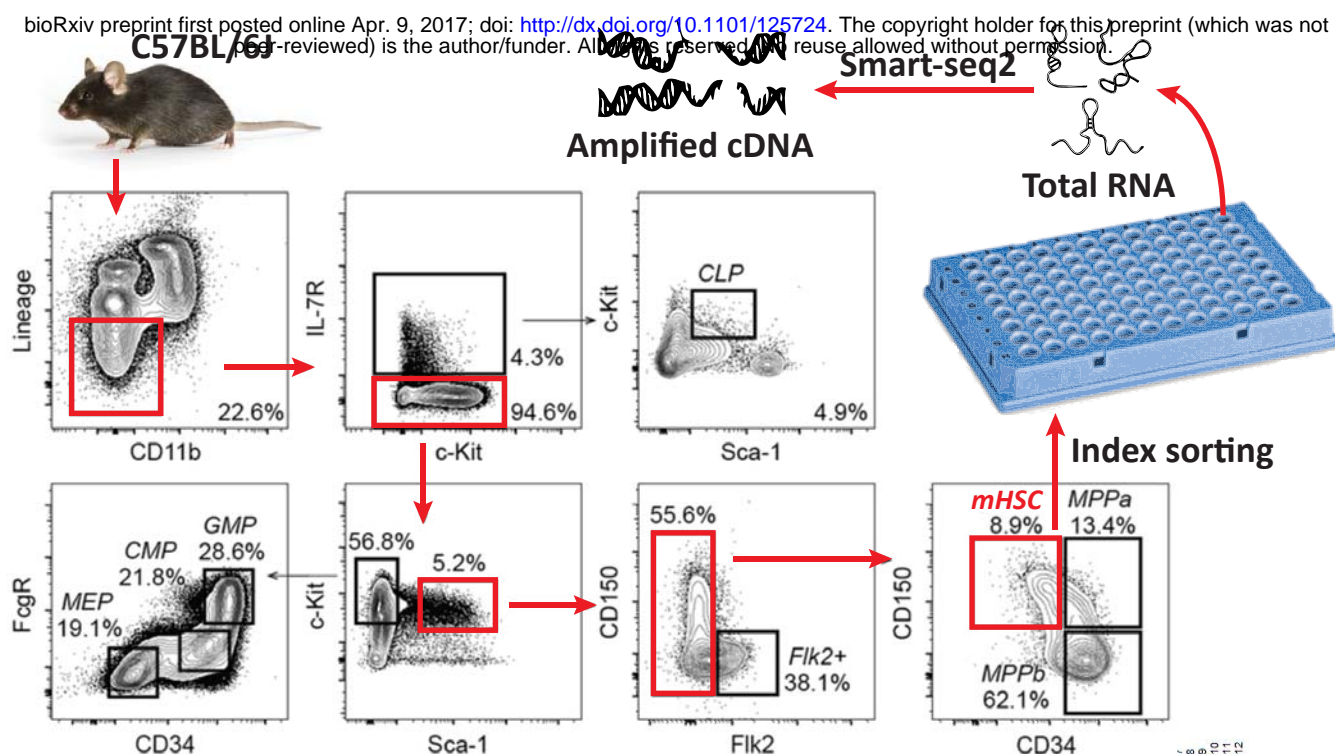 bioRxiv preprint first posted online Apr. 9, 2017; doi: http://dx.doi.org/10.1101/125724. The copyright holder for this preprint (which was not
peer-reviewed) is the author/funder. All rights reserved. No reuse allowed without permission.
C57BL/6J
Smart-seq2
Amplified cDNA
Total RNA
Lineage
22.6%
CD11b
IL-7R
4.3%
94.6%
c-Kit
c-Kit
CLP
4.9%
Sca-1
Index sorting
FcgR
GMP
28.6%
CMP
21.8%
MEP
19.1%
CD34
c-Kit
56.8%
5.2%
Sca-1
CD150
55.6%
Flk2+
38.1%
Flk2
CD150
mHSC
8.9%
MPPa
13.4%
MPPb
62.1%
CD34
8
9
10
11
12